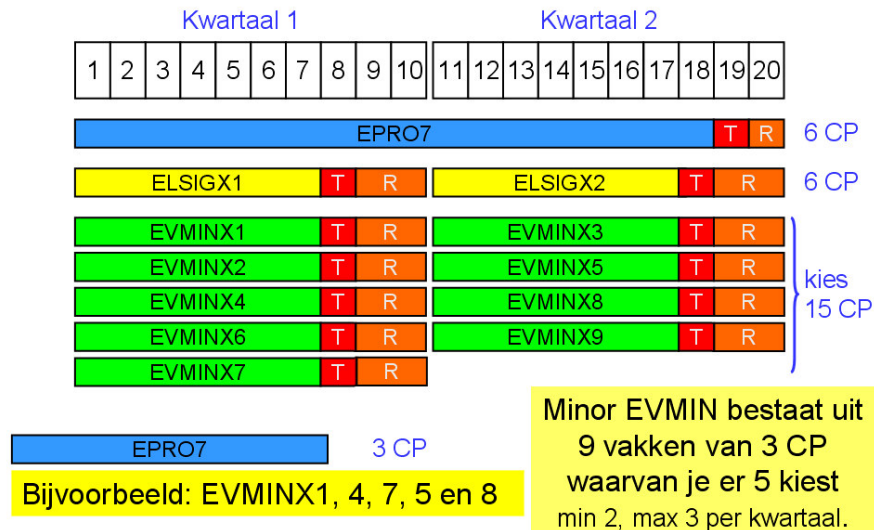 Kwartaal 1 Kwartaal 2
1 2 3 4 5 6 7 8 9 10 11 12 13 14 15 16 17 18 19 20
EPRO7 T R 6 CP
ELSIGX1 T R ELSIGX2 T R 6 CP
EVMINX1 T R EVMINX3 T R
EVMINX2 T R EVMINX5 T R
kies
EVMINX4 T R EVMINX8 T R
15 CP
EVMINX6 T R EVMINX9 T R
EVMINX7 T R
EPRO7 3 CP
Bijvoorbeeld: EVMINX1, 4, 7, 5 en 8
Minor EVMIN bestaat uit
9 vakken van 3 CP
waarvan je er 5 kiest
min 2, max 3 per kwartaal.